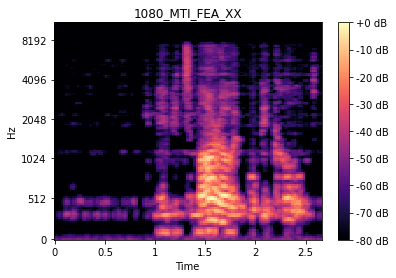 1080_MTI_FEA_XX
Hz
8192
4096
2048
1024
512
0
0
0.5
1
1.5
2
2.5
Time
+0 dB
-10 dB
-20 dB
-30 dB
-40 dB
-50 dB
-60 dB
-70 dB
-80 dB